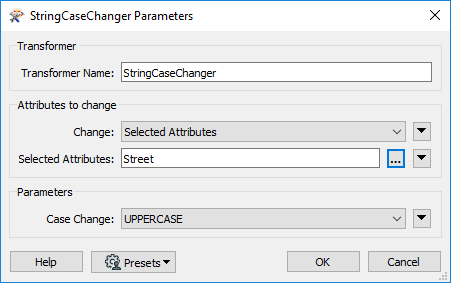 StringCaseChanger Parameters
Transformer
Transformer Name: StringCaseChanger
Attributes to change
Change: Selected Attributes
Selected Attributes: Street ...
Parameters
Case Change: UPPERCASE
Help Presets OK Cancel